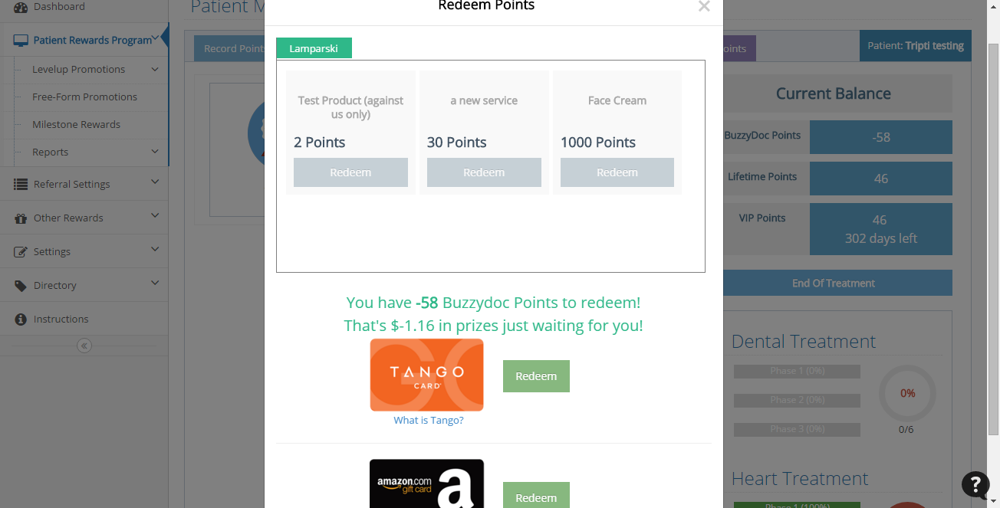 Dashboard
Patient Rewards Program
Levelup Promotions
Free-Form Promotions
Milestone Rewards
Reports
Referral Settings
Other Rewards
Settings
Directory
Instructions
Patient M
Record Point
oints
Patient: Tripti testing
Redeem Points
Lamparski
Test Product (against
us only)
2 Points
Redeem
a new service
30 Points
Redeem
Face Cream
1000 Points
Redeem
You have -58 Buzzydoc Points to redeem!
That's $-1.16 in prizes just waiting for you!
TANGO
CARD
Redeem
What is Tango?
amazon.com
gift card
a
Redeem
Current Balance
BuzzyDoc Points
-58
Lifetime Points
46
VIP Points
46
302 days left
End Of Treatment
Dental Treatment
Phase 1 (0%)
Phase 2 (0%)
Phase 3 (0%)
0%
0/6
Heart Treatment
Phase 1 (100%)
?